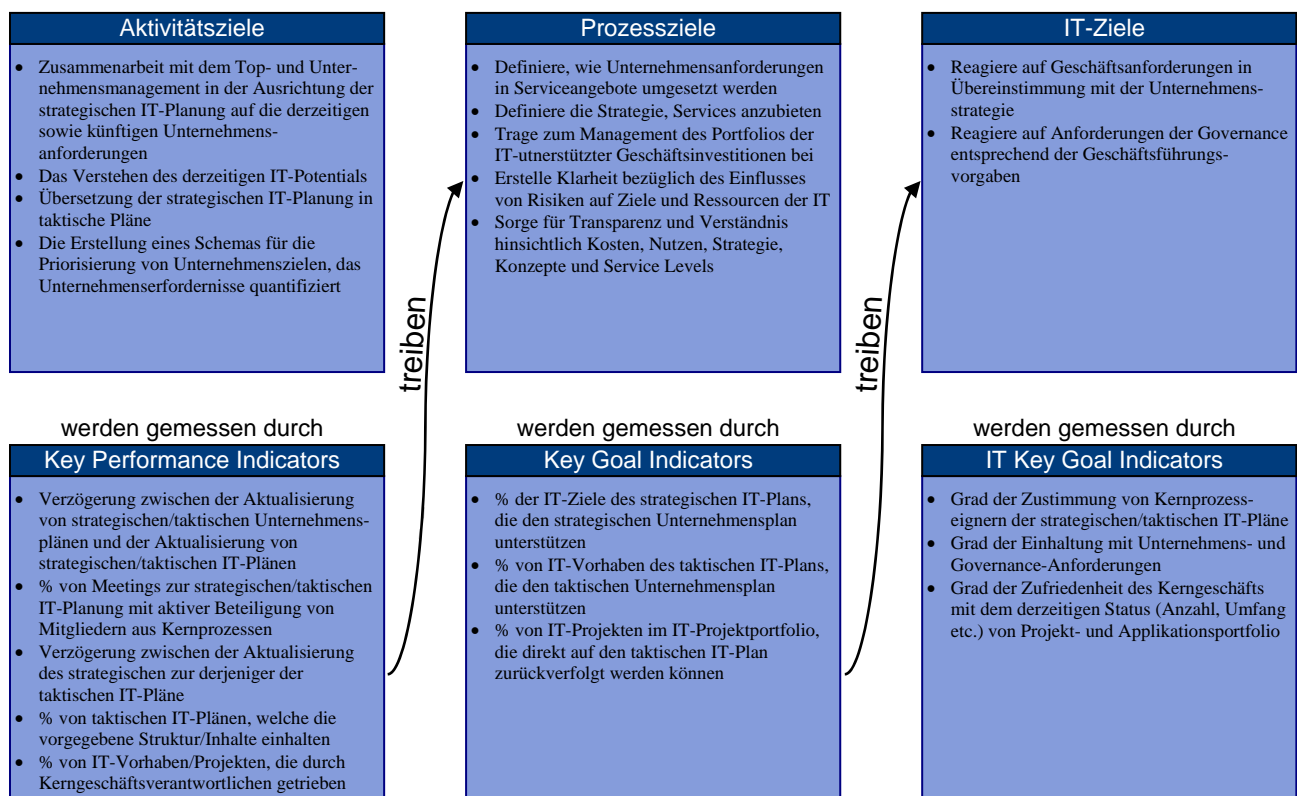 Aktivitätsziele
• Zusammenarbeit mit dem Top- und Unter-
nehmensmanagement in der Ausrichtung der
strategischen IT-Planung auf die derzeitigen
sowie künftigen Unternehmens-
anforderungen
• Das Verstehen des derzeitigen IT-Potentials
• Übersetzung der strategischen IT-Planung in
taktische Pläne
• Die Erstellung eines Schemas für die
Priorisierung von Unternehmenszielen, das
Unternehmenserfordernisse quantifiziert
treiben
Prozessziele
• Definiere, wie Unternehmensanforderungen
in Serviceangebote umgesetzt werden
• Definiere die Strategie, Services anzubieten
• Trage zum Management des Portfolios der
IT-utnerstützter Geschäftsinvestitionen bei
• Erstelle Klarheit bezüglich des Einflusses
von Risiken auf Ziele und Ressourcen der IT
• Sorge für Transparenz und Verständnis
hinsichtlich Kosten, Nutzen, Strategie,
Konzepte und Service Levels
treiben
IT-Ziele
• Reagiere auf Geschäftsanforderungen in
Übereinstimmung mit der Unternehmens-
strategie
• Reagiere auf Anforderungen der Governance
entsprechend der Geschäftsführungs-
vorgaben
werden gemessen durch
Key Performance Indicators
• Verzögerung zwischen der Aktualisierung
von strategischen/taktischen Unternehmens-
plänen und der Aktualisierung von
strategischen/taktischen IT-Plänen
• % von Meetings zur strategischen/taktischen
IT-Planung mit aktiver Beteiligung von
Mitgliedern aus Kernprozessen
• Verzögerung zwischen der Aktualisierung
des strategischen zur derjeniger der
taktischen IT-Pläne
• % von taktischen IT-Plänen, welche die
vorgegebene Struktur/Inhalte einhalten
• % von IT-Vorhaben/Projekten, die durch
Kerngeschäftsverantwortlichen getrieben
werden gemessen durch
Key Goal Indicators
• % der IT-Ziele des strategischen IT-Plans,
die den strategischen Unternehmensplan
unterstützen
• % von IT-Vorhaben des taktischen IT-Plans,
die den taktischen Unternehmensplan
unterstützen
• % von IT-Projekten im IT-Projektportfolio,
die direkt auf den taktischen IT-Plan
zurückverfolgt werden können
werden gemessen durch
IT Key Goal Indicators
• Grad der Zustimmung von Kernprozess-
eignern der strategischen/taktischen IT-Pläne
• Grad der Einhaltung mit Unternehmens- und
Governance-Anforderungen
• Grad der Zufriedenheit des Kerngeschäfts
mit dem derzeitigen Status (Anzahl, Umfang
etc.) von Projekt- und Applikationsportfolio